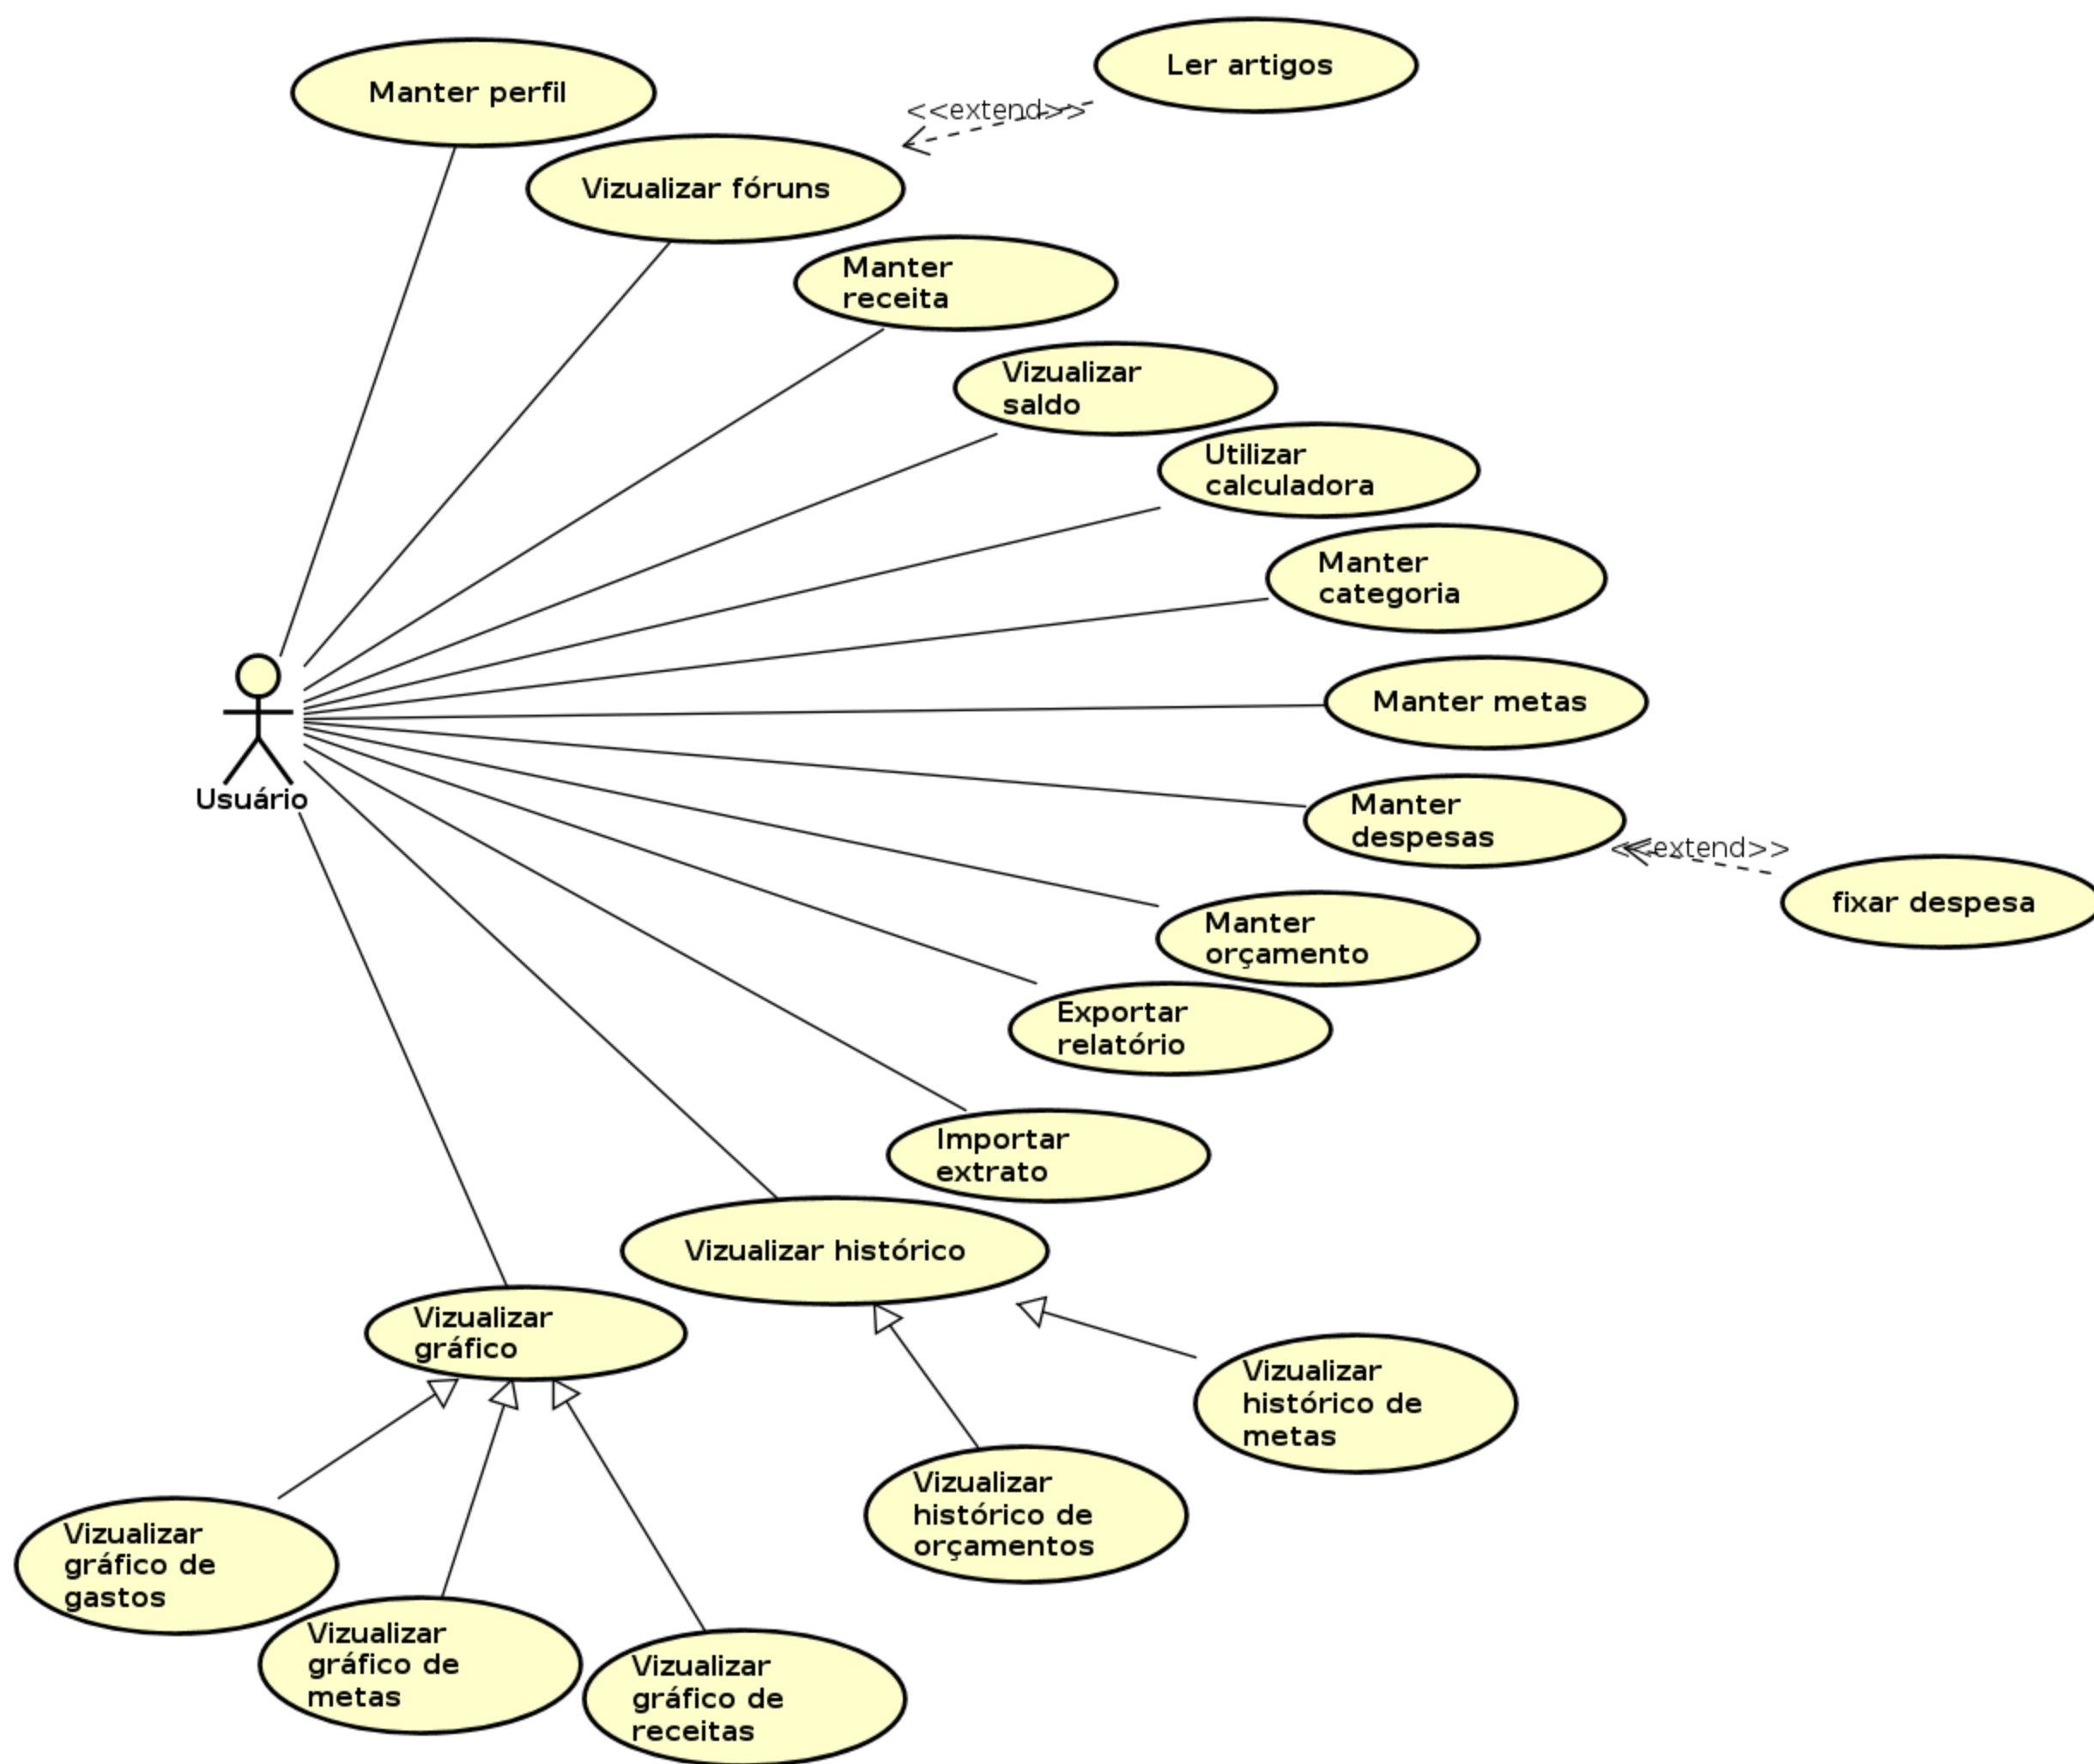 Ler artigos
Manter perfil
<<extend>>
Vizualizar fóruns
Manter
receita
Vizualizar
saldo
Utilizar
calculadora
Manter
categoria
Manter metas
Usuário
Manter
despesas
<<extend>>
fixar despesa
Manter
orçamento
Exportar
relatório
Importar
extrato
Vizualizar histórico
Vizualizar
gráfico
Vizualizar
histórico de
metas
Vizualizar
histórico de
orçamentos
Vizualizar
gráfico de
gastos
Vizualizar
gráfico de
metas
Vizualizar
gráfico de
receitas